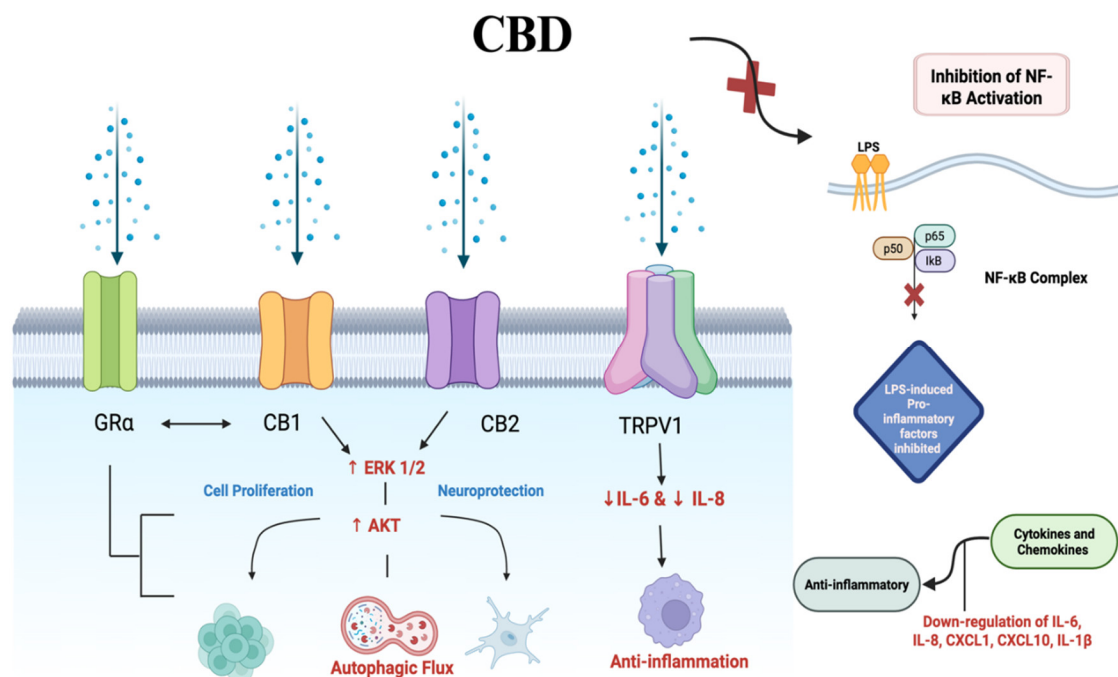 CBD
Inhibition of NF-
κB Activation
LPS
p50
p65
IkB
NF-κB Complex
LPS-induced
Pro-
inflammatory
factors
inhibited
GRα
CB1
CB2
TRPV1
↑ ERK 1/2
Cell Proliferation
Neuroprotection
↑ AKT
↓IL-6 & ↓ IL-8
Autophagic Flux
Anti-inflammation
Cytokines and
Chemokines
Anti-inflammatory
Down-regulation of IL-6,
IL-8, CXCL1, CXCL10, IL-1β